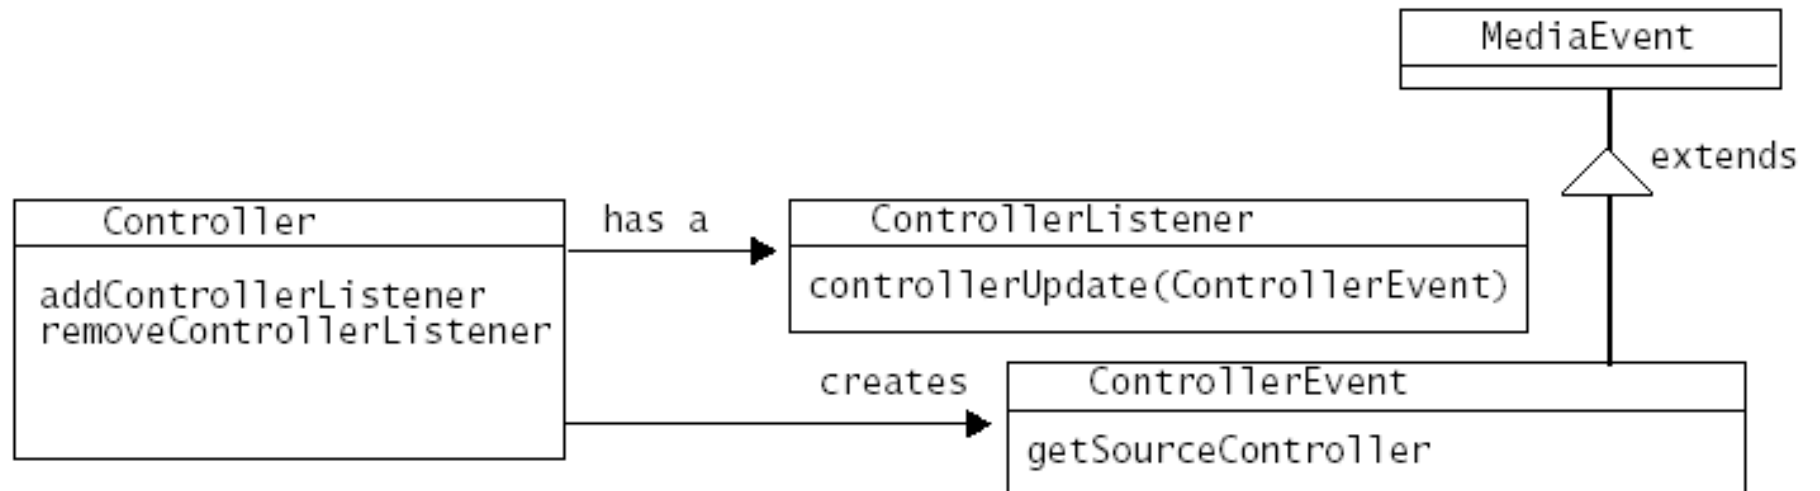 MediaEvent
extends
Controller
addControllerListener
removeControllerListener
has a
ControllerListener
controllerUpdate(ControllerEvent)
creates
ControllerEvent
getSourceController